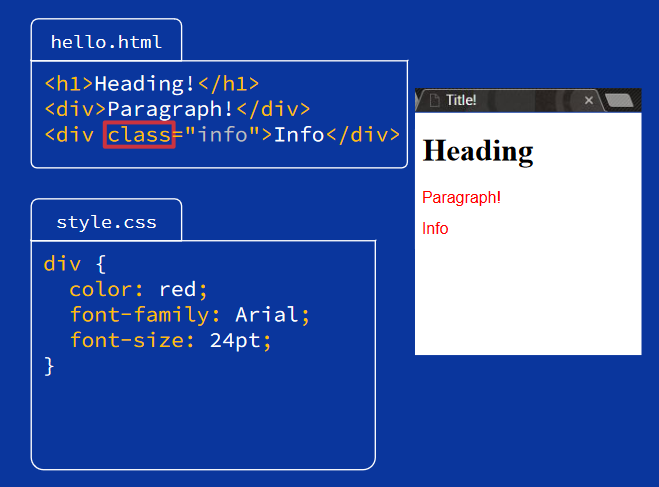 hello.html
<h1>Heading!</h1>
<div>Paragraph!</div>
<div class="info">Info</div>
style.css
div {
color: red;
font-family: Arial;
font-size: 24pt;
}
Title!
Heading
Paragraph!
Info